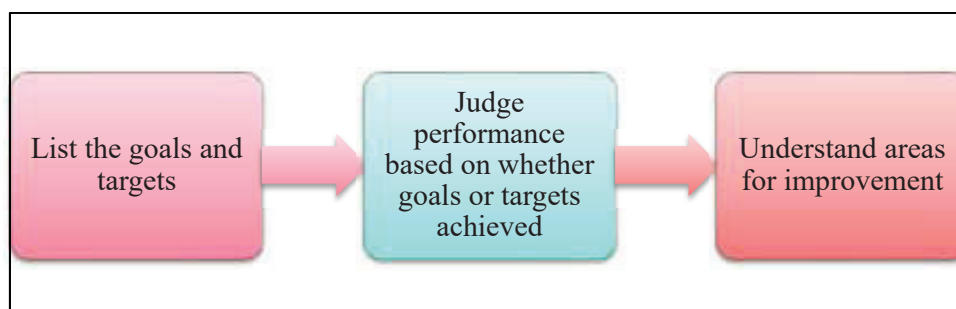 List the goals and
targets
Judge
performance
based on whether
goals or targets
achieved
Understand areas
for improvement